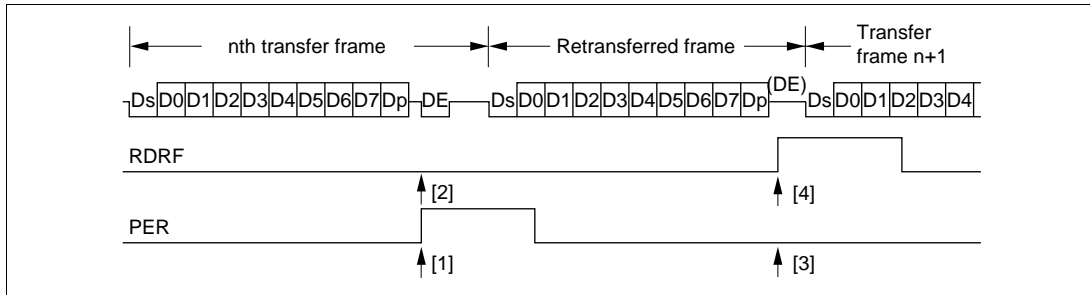 nth transfer frame Retransferred frame Transfer frame n+1
Ds D0 D1 D2 D3 D4 D5 D6 D7 Dp DE Ds D0 D1 D2 D3 D4 D5 D6 D7 Dp (DE) Ds D0 D1 D2 D3 D4
RDRF
[2] [4]
PER
[1] [3]